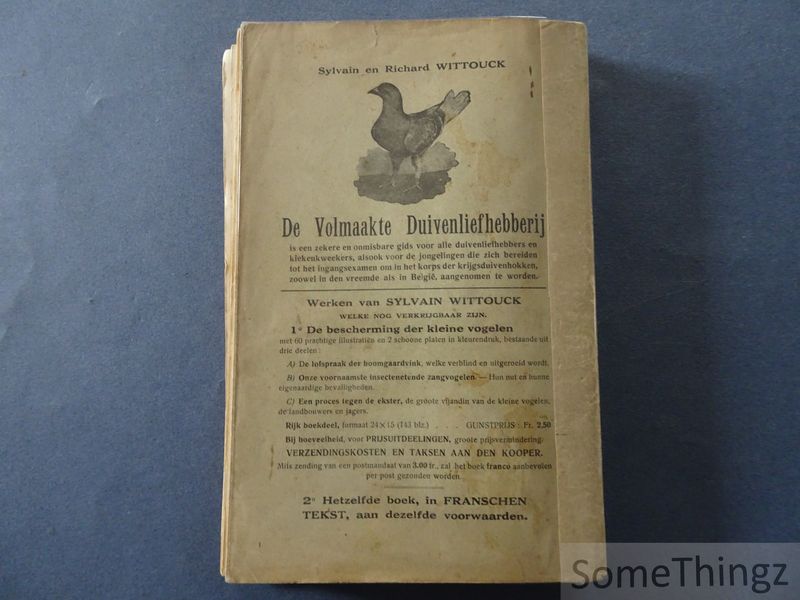 Sylvain en Richard WITTOUCK
De Volmaakte Duivenliefhebberij
is een zekere en onmisbare gids voor alle duivenliefhebbers en
kiekenkweekers, alsook voor de jongelingen die zich bereiden
tot het ingangsexamen om in het korps der krijgsduivenhokken,
zoowel in den vreemde als in België, aangenomen te worden.
Werken van SYLVAIN WITTOUCK
WELKE NOG VERKRIJGBAAR ZIJN.
1° De bescherming der kleine vogelen
met 60 prachtige illustratiën en 2 schoone platen in kleurendruk, bestaande uit
drie deelen :
A) De lofspraak der boomgaardvink, welke verblind en uitgeroeid wordt.
B) Onze voornaamste insectenetende zangvogelen. — Hun nut en hunne
eigenaardige bevalligheden.
C) Een proces tegen de ekster, de groote vijandin van de kleine vogelen,
de landbouwers en jagers.
Rijk boekdeel, formaat 24 × 15 (143 blz.) . . . GUNSTPRIJS : Fr. 2,50
Bij hoeveelheid, voor PRIJSUITDEELINGEN, groote prijsvermindering.
VERZENDINGSKOSTEN EN TAKSEN AAN DEN KOOPER.
Mits zending van een postmandaat van 3.00 fr., zal het boek franco aanbevolen
per post gezonden worden.
2° Hetzelfde boek, in FRANSCHEN
TEKST, aan dezelfde voorwaarden.
SomeThingz